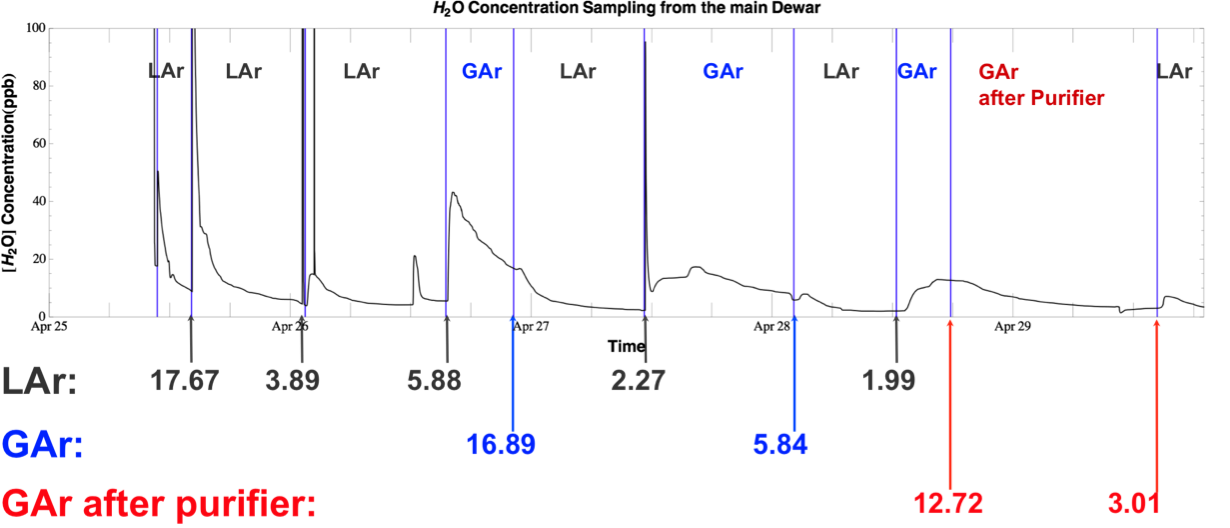 H2O Concentration Sampling from the main Dewar
[H2O] Concentration(ppb)
100
80
60
40
20
0
LAr LAr LAr GAr LAr GAr LAr GAr GAr LAr
after Purifier
Apr 25 Apr 26 Apr 27 Apr 28 Apr 29
Time
LAr: 17.67 3.89 5.88 2.27 1.99
GAr: 16.89 5.84
GAr after purifier: 12.72 3.01